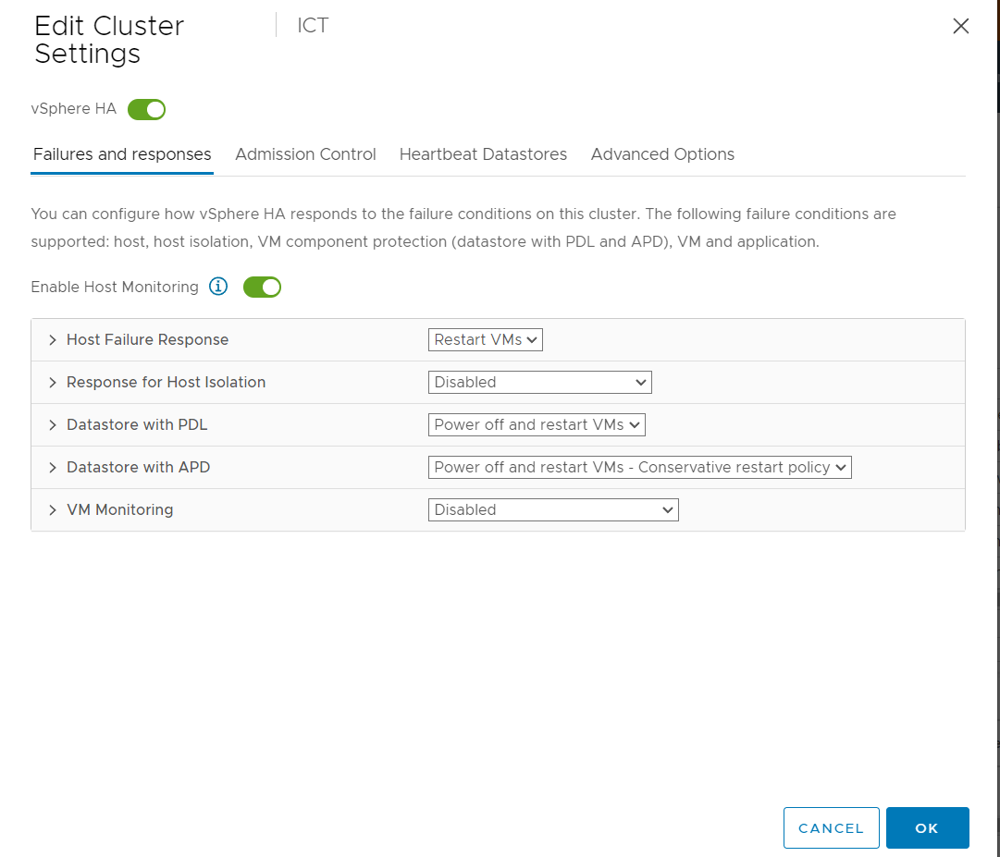 Edit Cluster
Settings
ICT
vSphere HA
Failures and responses Admission Control Heartbeat Datastores Advanced Options
You can configure how vSphere HA responds to the failure conditions on this cluster. The following failure conditions are
supported: host, host isolation, VM component protection (datastore with PDL and APD), VM and application.
Enable Host Monitoring
Host Failure Response Restart VMs
Response for Host Isolation Disabled
Datastore with PDL Power off and restart VMs
Datastore with APD Power off and restart VMs - Conservative restart policy
VM Monitoring Disabled
CANCEL OK